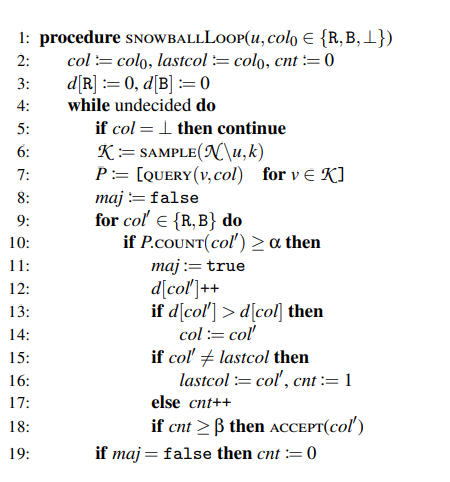 1: procedure SNOWBALLLOOP(u, col₀ ∈ {R, B, ⊥})
2: col := col₀, lastcol := col₀, cnt := 0
3: d[R] := 0, d[B] := 0
4: while undecided do
5: if col = ⊥ then continue
6: 𝒦 := SAMPLE(𝒩\u, k)
7: P := [QUERY(v, col) for v ∈ 𝒦]
8: maj := false
9: for col′ ∈ {R, B} do
10: if P.COUNT(col′) ≥ α then
11: maj := true
12: d[col′]++
13: if d[col′] > d[col] then
14: col := col′
15: if col′ ≠ lastcol then
16: lastcol := col′, cnt := 1
17: else cnt++
18: if cnt ≥ β then ACCEPT(col′)
19: if maj = false then cnt := 0